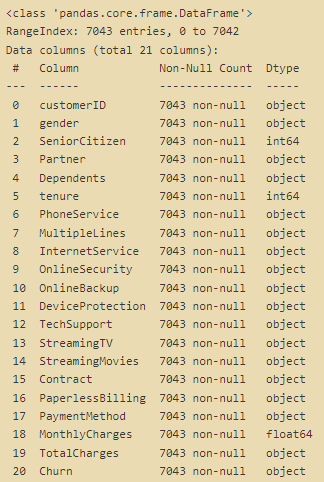 <class 'pandas.core.frame.DataFrame'>
RangeIndex: 7043 entries, 0 to 7042
Data columns (total 21 columns):
 #   Column            Non-Null Count  Dtype
---  ------            --------------  -----
 0   customerID        7043 non-null   object
 1   gender            7043 non-null   object
 2   SeniorCitizen     7043 non-null   int64
 3   Partner           7043 non-null   object
 4   Dependents        7043 non-null   object
 5   tenure            7043 non-null   int64
 6   PhoneService      7043 non-null   object
 7   MultipleLines     7043 non-null   object
 8   InternetService   7043 non-null   object
 9   OnlineSecurity    7043 non-null   object
 10  OnlineBackup      7043 non-null   object
 11  DeviceProtection  7043 non-null   object
 12  TechSupport       7043 non-null   object
 13  StreamingTV       7043 non-null   object
 14  StreamingMovies   7043 non-null   object
 15  Contract          7043 non-null   object
 16  PaperlessBilling  7043 non-null   object
 17  PaymentMethod     7043 non-null   object
 18  MonthlyCharges    7043 non-null   float64
 19  TotalCharges      7043 non-null   object
 20  Churn             7043 non-null   object